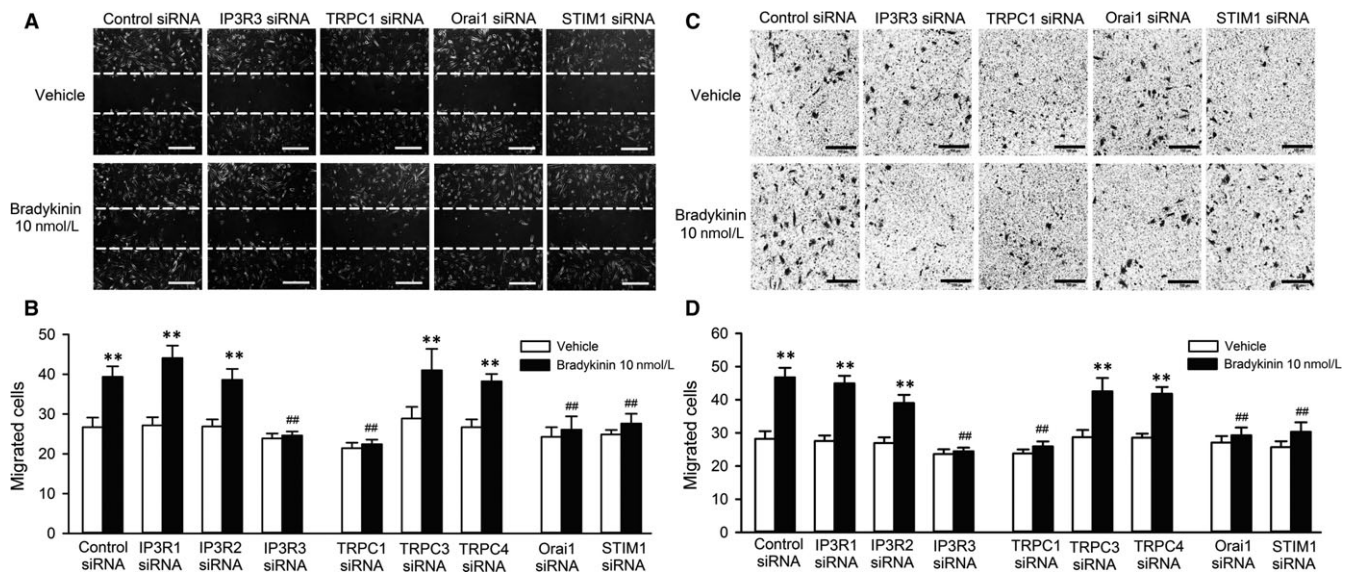 A
Control siRNA IP3R3 siRNA TRPC1 siRNA Orai1 siRNA STIM1 siRNA
Vehicle
Bradykinin
10 nmol/L
B
50
40
30
20
10
0
Migrated cells
Vehicle
Bradykinin 10 nmol/L
** ** ** ## ## ** ** ## ##
Control IP3R1 IP3R2 IP3R3 TRPC1 TRPC3 TRPC4 Orai1 STIM1
siRNA siRNA siRNA siRNA siRNA siRNA siRNA siRNA siRNA
C
Control siRNA IP3R3 siRNA TRPC1 siRNA Orai1 siRNA STIM1 siRNA
Vehicle
Bradykinin
10 nmol/L
D
60
50
40
30
20
10
0
Migrated cells
Vehicle
Bradykinin 10 nmol/L
** ** ** ## ## ** ** ## ##
Control IP3R1 IP3R2 IP3R3 TRPC1 TRPC3 TRPC4 Orai1 STIM1
siRNA siRNA siRNA siRNA siRNA siRNA siRNA siRNA siRNA